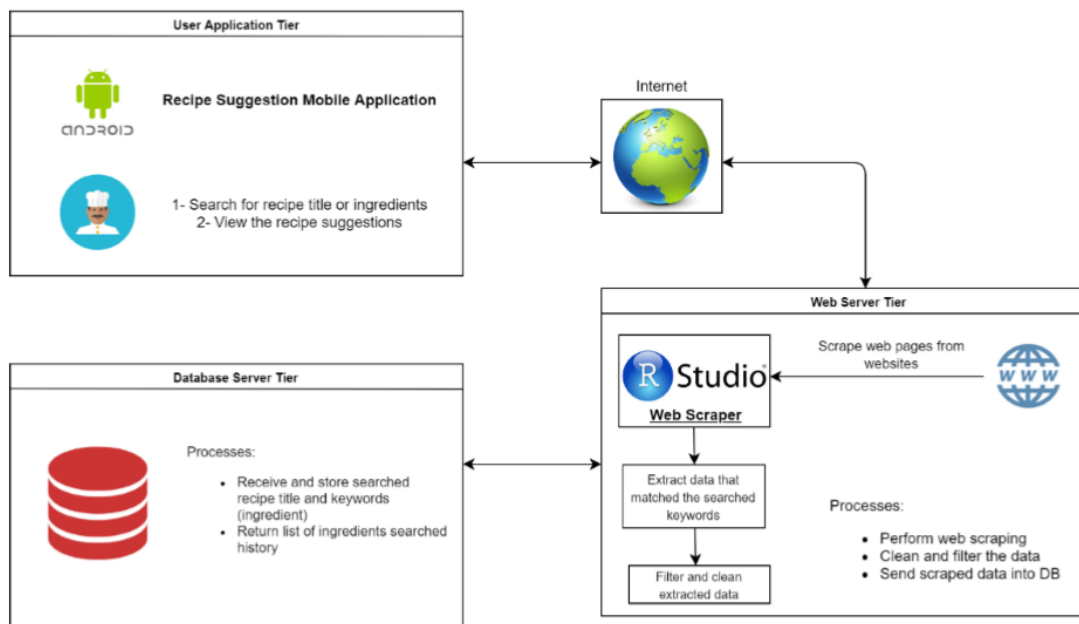 User Application Tier
ANDROID
Recipe Suggestion Mobile Application
1- Search for recipe title or ingredients
2- View the recipe suggestions
Internet
Web Server Tier
R Studio®
Web Scraper
Scrape web pages from
websites
WWW
Extract data that
matched the searched
keywords
Filter and clean
extracted data
Processes:
• Perform web scraping
• Clean and filter the data
• Send scraped data into DB
Database Server Tier
Processes:
• Receive and store searched
recipe title and keywords
(ingredient)
• Return list of ingredients searched
history